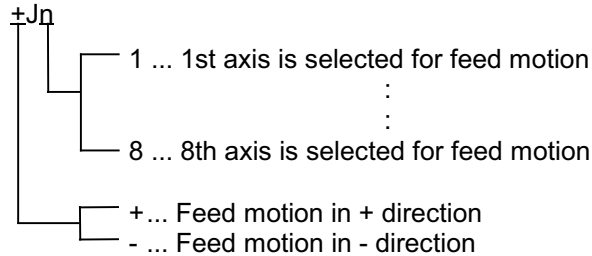 +Jn
1 ... 1st axis is selected for feed motion
:
:
8 ... 8th axis is selected for feed motion
+... Feed motion in + direction
- ... Feed motion in - direction